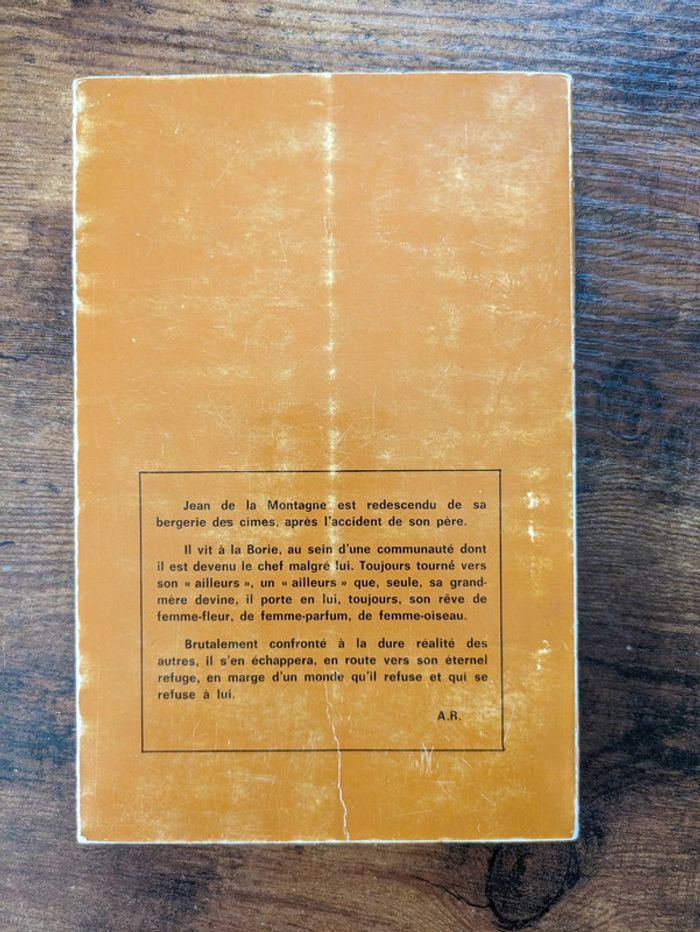 Jean de la Montagne est redescendu de sa
bergerie des cimes, après l'accident de son père.
Il vit à la Borie, au sein d'une communauté dont
il est devenu le chef malgré lui. Toujours tourné vers
son « ailleurs », un « ailleurs » que, seule, sa grand-
mère devine, il porte en lui, toujours, son rêve de
femme-fleur, de femme-parfum, de femme-oiseau.
Brutalement confronté à la dure réalité des
autres, il s'en échappera, en route vers son éternel
refuge, en marge d'un monde qu'il refuse et qui se
refuse à lui.
A.R.